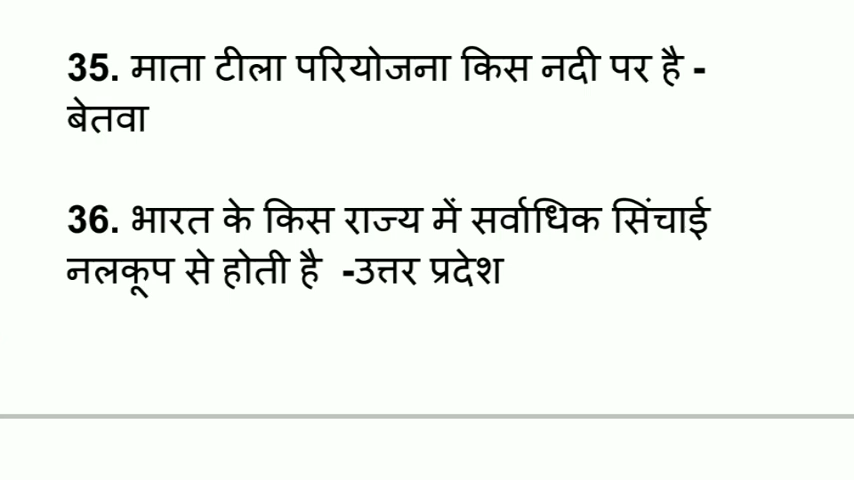 35. माता टीला परियोजना किस नदी पर है -
बेतवा
36. भारत के किस राज्य में सर्वाधिक सिंचाई
नलकूप से होती है  -उत्तर प्रदेश